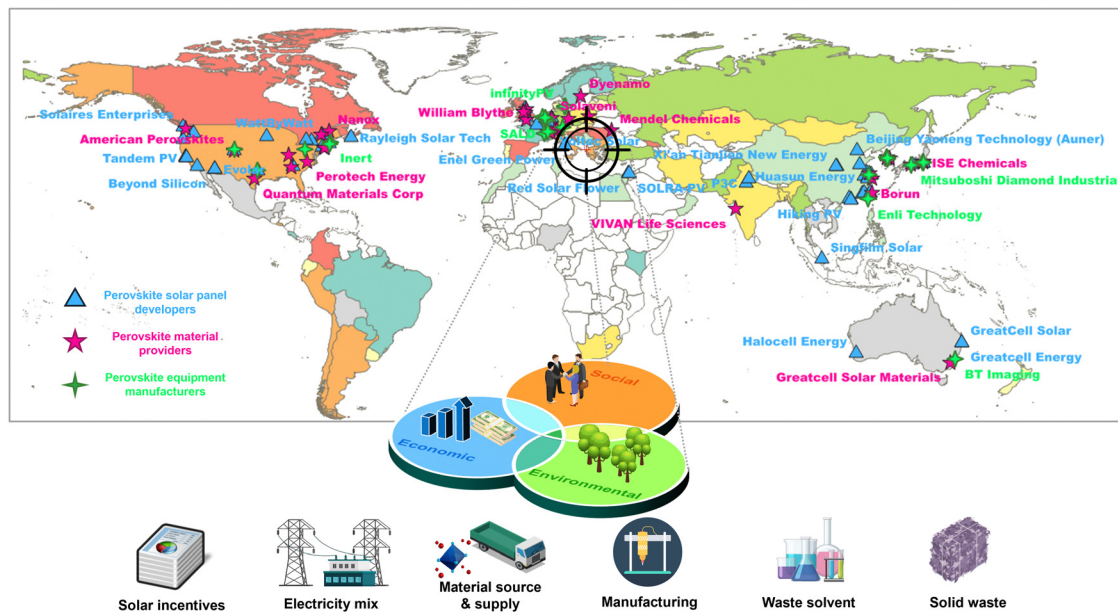 Dyenamo
infinityPV
Solaires Enterprises
William Blythe
Solaveni
WattByWatt
Nanox
Mendel Chemicals
American Perovskites
Rayleigh Solar Tech
SALD
Beijing Yaoneng Technology (Auner)
Tandem PV
Inert
Enel Green Power
Xi'an Tianjiao New Energy
ISE Chemicals
Evolar
Perotech Energy
P3C
Huasun Energy
Mitsuboshi Diamond Industrial
Beyond Silicon
Red Solar Flower
SOLRA-PV
Borun
Quantum Materials Corp
Hiking PV
Enli Technology
VIVAN Life Sciences
Singfilm Solar
Perovskite solar panel
developers
Perovskite material
providers
Perovskite equipment
manufacturers
GreatCell Solar
Halocell Energy
Greatcell Energy
Greatcell Solar Materials
BT Imaging
Social
Economic
Environmental
Solar incentives
Electricity mix
Material source
& supply
Manufacturing
Waste solvent
Solid waste